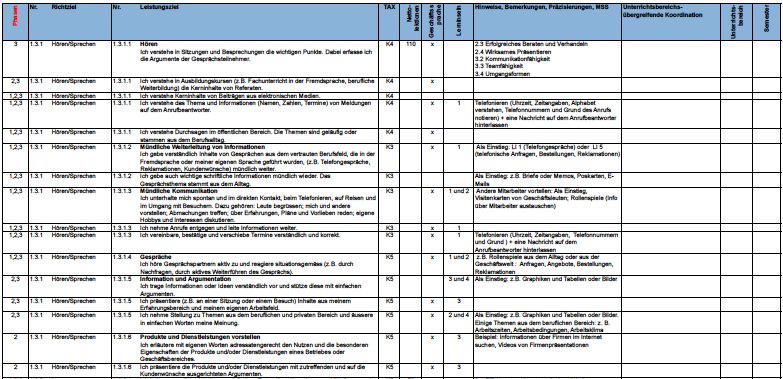 Phasen Nr. Richtziel Nr. Leistungsziel TAX Netto-lektionen Geschäftssprache Lerninseln Hinweise, Bemerkungen, Präzisierungen, MSS Unterrichtsbereichs-übergreifende Koordination Unterrichtsbereich Semester
3 1.3.1 Hören/Sprechen 1.3.1.1 Hören K4 110 x 2.3 Erfolgreiches Beraten und Verhandeln
Ich verstehe in Sitzungen und Besprechungen die wichtigen Punkte. Dabei erfasse ich 2.4 Wirksames Präsentieren
die Argumente der Gesprächsteilnehmer. 3.2 Kommunikationfähigkeit
3.3 Teamfähigkeit
3.4 Umgangsformen
2,3 1.3.1 Hören/Sprechen 1.3.1.1 Ich verstehe in Ausbildungskursen (z.B. Fachunterricht in der Fremdsprache, berufliche K4 x
Weiterbildung) die Kerninhalte von Referaten.
1,2,3 1.3.1 Hören/Sprechen 1.3.1.1 Ich verstehe Kerninhalte von Beiträgen aus elektronischen Medien. K4 x
1,2,3 1.3.1 Hören/Sprechen 1.3.1.1 Ich verstehe das Thema und Informationen (Namen, Zahlen, Termine) von Meldungen K4 x 1 Telefonieren (Uhrzeit, Zeitangaben, Alphabet
auf dem Anrufbeantworter. verstehen, Telefonnummern und Grund des Anrufs
notieren) + eine Nachricht auf dem Anrufbeantworter
hinterlassen
1,2,3 1.3.1 Hören/Sprechen 1.3.1.1 Ich verstehe Durchsagen im öffentlichen Bereich. Die Themen sind geläufig oder K4 x
stammen aus dem Berufsalltag.
1,2,3 1.3.1 Hören/Sprechen 1.3.1.2 Mündliche Weiterleitung von Informationen K3 x 1 Als Einstieg: LI 1 (Telefongespräche) oder LI 5
Ich gebe verständlich Inhalte von Gesprächen aus dem vertrauten Berufsfeld, die in der (telefonische Anfragen, Bestellungen, Reklamationen)
Fremdsprache oder meiner eigenen Sprache geführt wurden, (z.B. Telefongespräche,
Reklamationen, Kundenwünsche) mündlich weiter.
1,2,3 1.3.1 Hören/Sprechen 1.3.1.2 Ich gebe auch wichtige schriftliche Informationen mündlich wieder. Das K3 x Als Einstieg: z.B. Briefe oder Memos, Poskarten, E-
Gesprächsthema stammt aus dem Alltag. Mails
1,2,3 1.3.1 Hören/Sprechen 1.3.1.3 Mündliche Kommunikation K3 x 1 und 2 Andere Mitarbeiter vortellen: Als Einstieg,
Ich unterhalte mich spontan und im direkten Kontakt, beim Telefonieren, auf Reisen und Visitenkarten von Geschäftsleuten; Rollenspiele (Info
im Umgang mit Besuchern. Dazu gehören: Leute begrüssen; mich und andere über Mitarbeiter austauschen)
vorstellen; Abmachungen treffen; über Erfahrungen, Pläne und Vorlieben reden; eigene
Hobbys und Interessen diskutieren.
1,2,3 1.3.1 Hören/Sprechen 1.3.1.3 Ich nehme Anrufe entgegen und leite Informationen weiter. K3 x 1
1,2,3 1.3.1 Hören/Sprechen 1.3.1.3 Ich vereinbare, bestätige und verschiebe Termine verständlich und korrekt. K3 x 1 Telefonieren (Uhrzeit, Zeitangaben, Telefonnummern
und Grund ) + eine Nachricht auf dem
Anrufbeantworter hinterlassen
1,2,3 1.3.1 Hören/Sprechen 1.3.1.4 Gespräche K5 x 1 und 2 z.B. Rollenspiele aus dem Alltag oder aus der
Ich höre Gesprächspartnern aktiv zu und reagiere situationsgemäss (z.B. durch Geschäftswelt : Anfragen, Angebote, Bestellungen,
Nachfragen, durch aktives Weiterführen des Gesprächs). Reklamationen
2,3 1.3.1 Hören/Sprechen 1.3.1.5 Information und Argumentation K5 3 und 4 Als Einstieg: z.B. Graphiken und Tabellen oder Bilder
Ich trage Informationen oder Ideen verständlich vor und stütze diese mit einfachen
Argumenten.
2,3 1.3.1 Hören/Sprechen 1.3.1.5 Ich präsentiere (z.B. an einer Sitzung oder einem Besuch) Inhalte aus meinem K5 x 3
Erfahrungsbereich und meinem eigenen Arbeitsfeld.
2,3 1.3.1 Hören/Sprechen 1.3.1.5 Ich nehme Stellung zu Themen aus dem beruflichen und privaten Bereich und äussere K5 x 2 und 4 Als Einstieg: z.B. Graphiken und Tabellen oder Bilder.
in einfachen Worten meine Meinung. Einige Themen aus dem beruflichen Bereich: z. B.
Arbeitszeiten, Arbeitsbedingungen, Arbeitsklima
2 1.3.1 Hören/Sprechen 1.3.1.6 Produkte und Dienstleistungen vorstellen K5 x 3 Beispiel: Informationen über Firmen im Internet
Ich erläutere mit eigenen Worten adressatengerecht den Nutzen und die besonderen suchen, Videos von Firmenpräsentationen
Eigenschaften der Produkte und/oder Dienstleistungen eines Betriebes oder
Geschäftsbereiches.
2 1.3.1 Hören/Sprechen 1.3.1.6 Ich präsentiere die Produkte und/oder Dienstleistungen mit zutreffenden und auf die K5 x 3
Kundenwünsche ausgerichteten Argumenten.